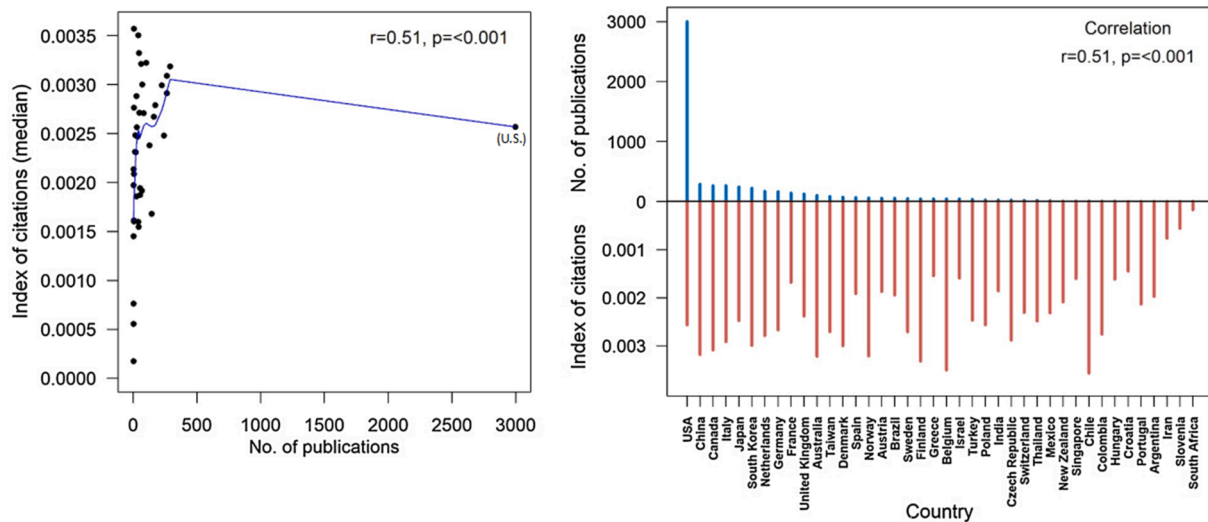 r=0.51, p=<0.001
Index of citations (median)
0.0035
0.0030
0.0025
0.0020
0.0015
0.0010
0.0005
0.0000
(U.S.)
0 500 1000 1500 2000 2500 3000
No. of publications
Correlation
r=0.51, p=<0.001
No. of publications
3000
2000
1000
0
Index of citations
0.001
0.002
0.003
USA
China
Canada
Italy
Japan
South Korea
Netherlands
Germany
France
United Kingdom
Australia
Taiwan
Denmark
Spain
Norway
Austria
Brazil
Sweden
Finland
Greece
Belgium
Israel
Turkey
Poland
India
Czech Republic
Switzerland
Thailand
Mexico
New Zealand
Singapore
Chile
Colombia
Hungary
Croatia
Portugal
Argentina
Iran
Slovenia
South Africa
Country